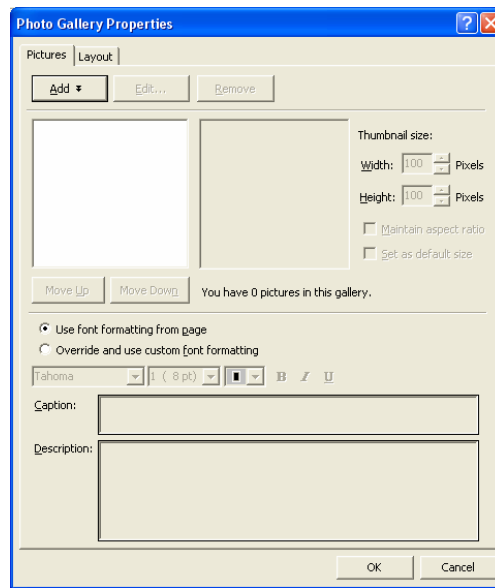 Photo Gallery Properties
Pictures Layout
Add Edit... Remove
Thumbnail size:
Width: 100 Pixels
Height: 100 Pixels
Maintain aspect ratio
Set as default size
Move Up Move Down You have 0 pictures in this gallery.
Use font formatting from page
Override and use custom font formatting
Tahoma 1 ( 8 pt) B I U
Caption:
Description:
OK Cancel